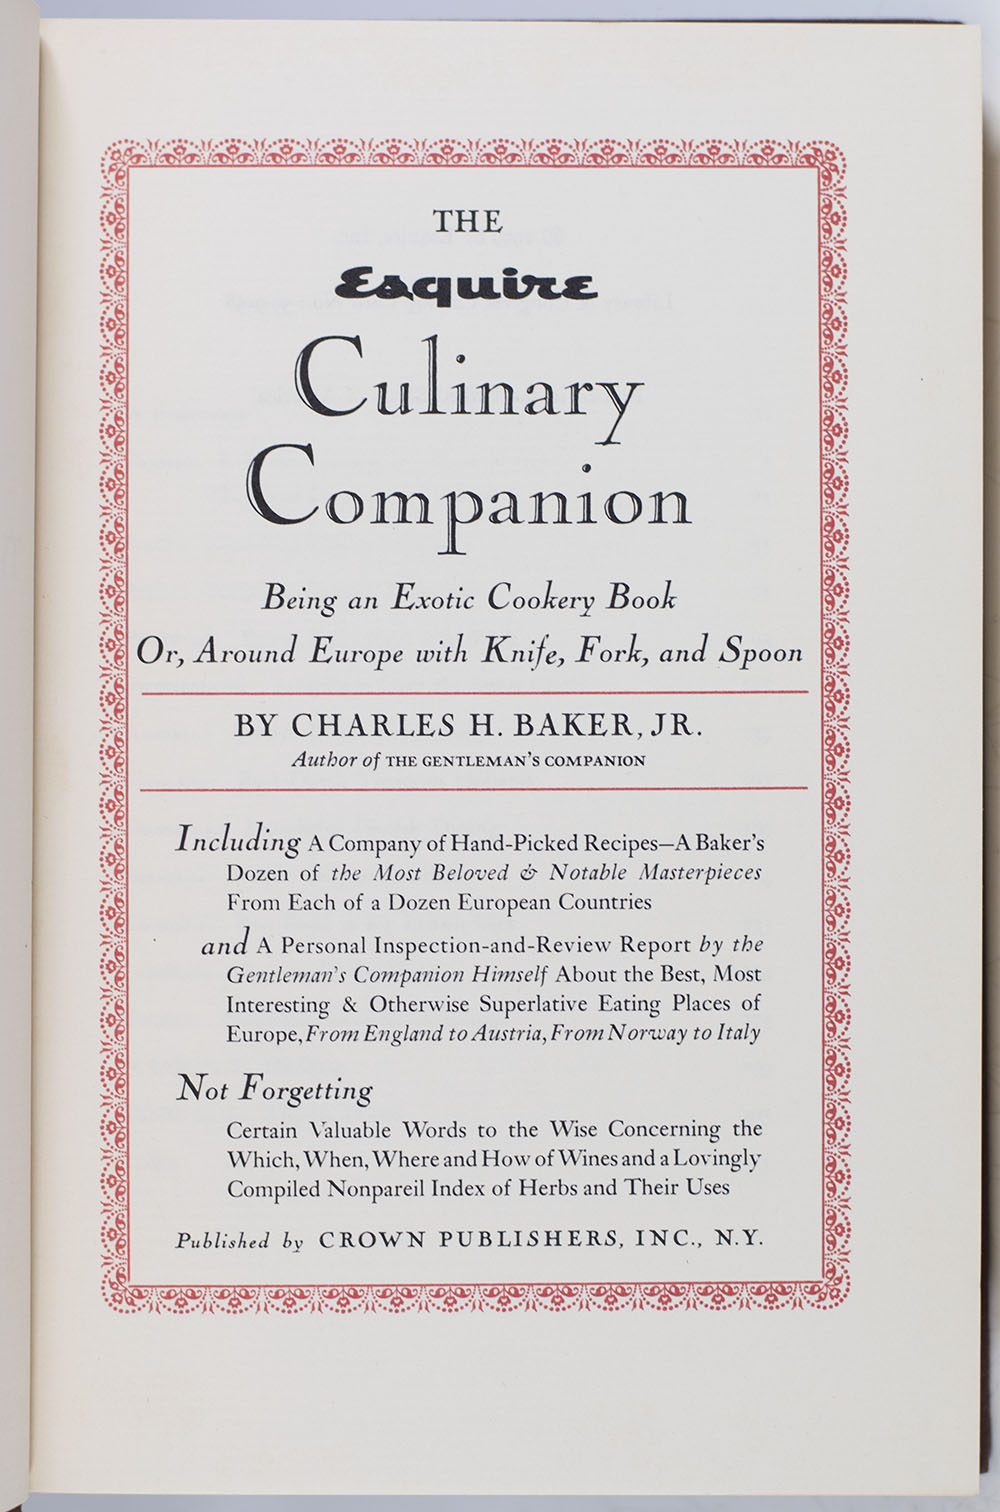 THE
Esquire
Culinary
Companion
Being an Exotic Cookery Book
Or, Around Europe with Knife, Fork, and Spoon
BY CHARLES H. BAKER, JR.
Author of THE GENTLEMAN'S COMPANION
Including A Company of Hand-Picked Recipes—A Baker's
Dozen of the Most Beloved & Notable Masterpieces
From Each of a Dozen European Countries
and A Personal Inspection-and-Review Report by the
Gentleman's Companion Himself About the Best, Most
Interesting & Otherwise Superlative Eating Places of
Europe, From England to Austria, From Norway to Italy
Not Forgetting
Certain Valuable Words to the Wise Concerning the
Which, When, Where and How of Wines and a Lovingly
Compiled Nonpareil Index of Herbs and Their Uses
Published by CROWN PUBLISHERS, INC., N.Y.